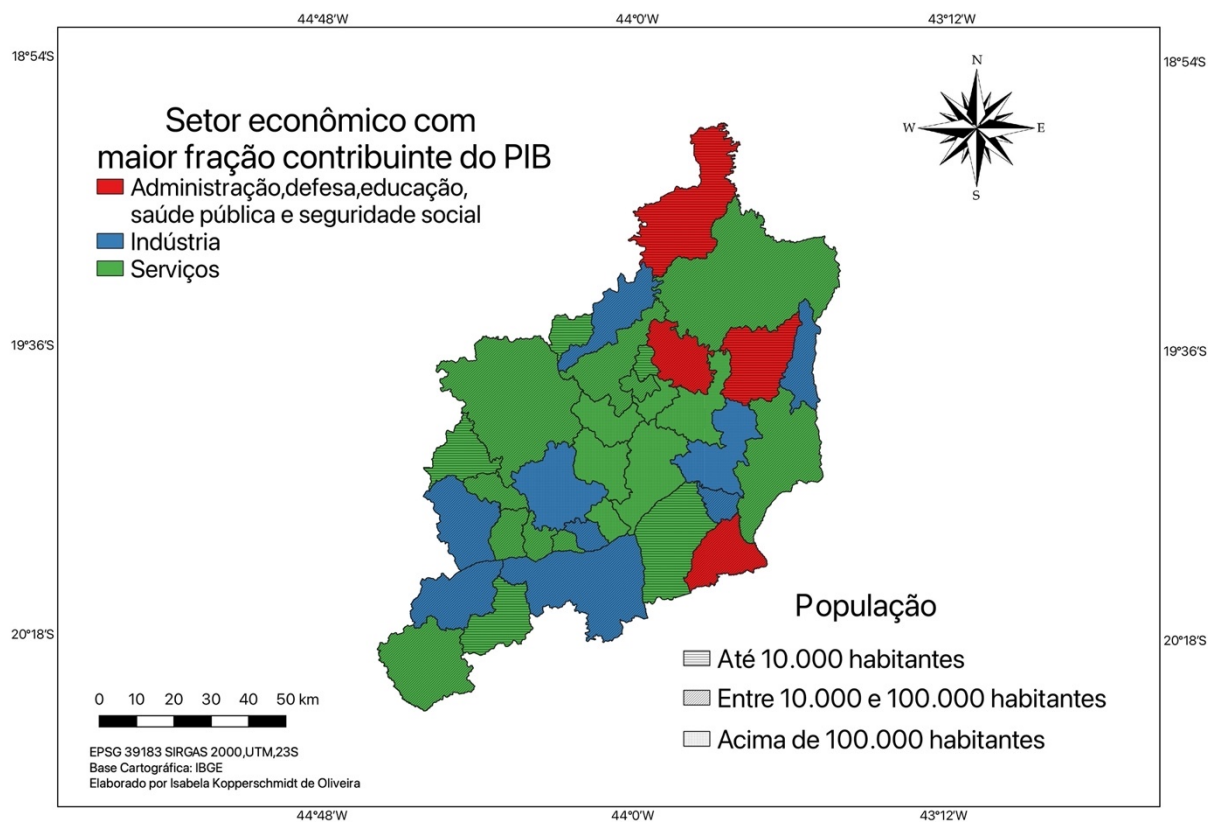 44°48'W 44°0'W 43°12'W
18°54'S 18°54'S
N
W E
S
Setor econômico com
maior fração contribuinte do PIB
Administração,defesa,educação,
saúde pública e seguridade social
Indústria
Serviços
19°36'S 19°36'S
População
20°18'S 20°18'S
Até 10.000 habitantes
Entre 10.000 e 100.000 habitantes
Acima de 100.000 habitantes
0 10 20 30 40 50 km
EPSG 39183 SIRGAS 2000,UTM,23S
Base Cartográfica: IBGE
Elaborado por Isabela Kopperschmidt de Oliveira
44°48'W 44°0'W 43°12'W